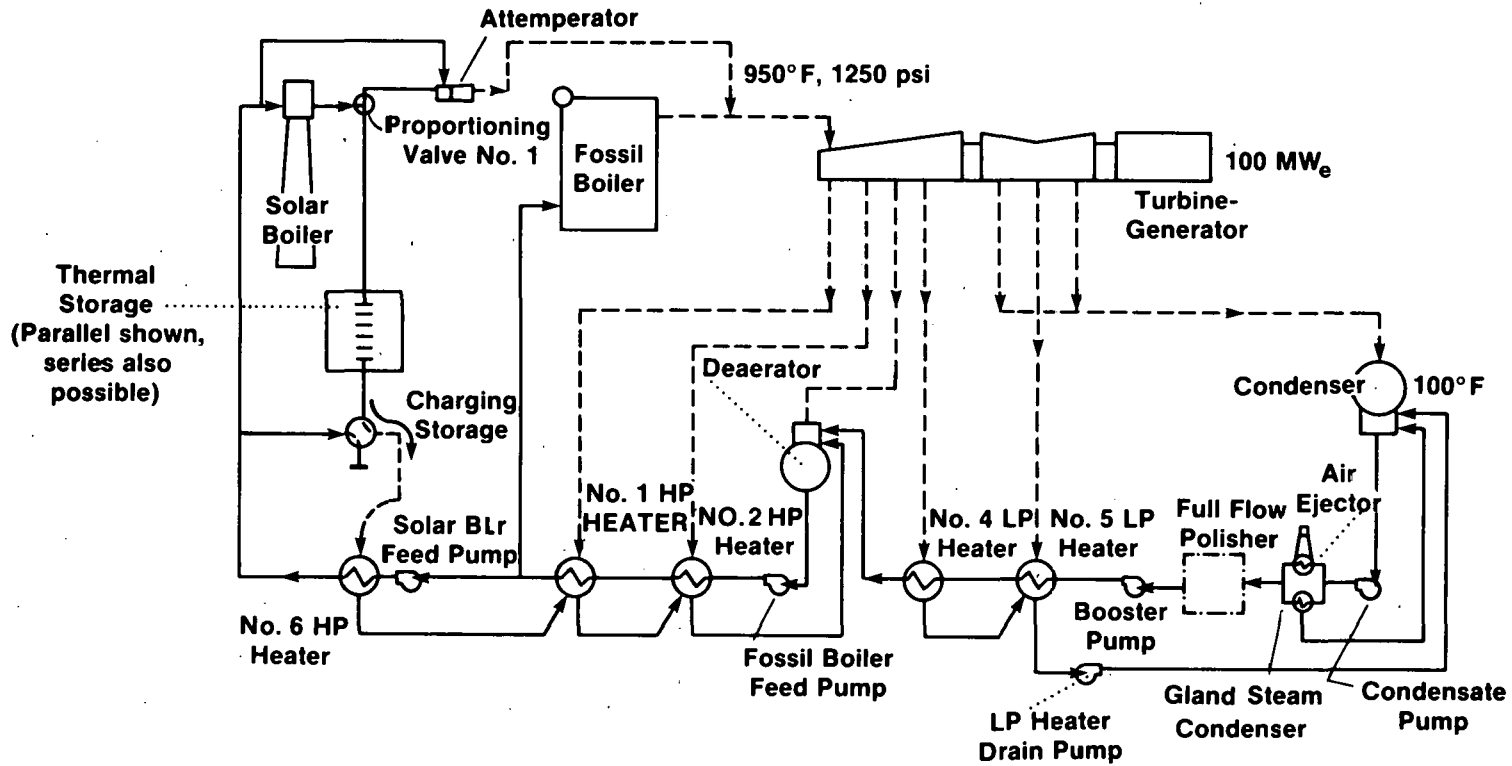 Attemperator
950°F, 1250 psi
Proportioning
Valve No. 1
Fossil
Boiler
100 MWe
Turbine-
Generator
Solar
Boiler
Thermal
Storage
(Parallel shown,
series also
possible)
Deaerator
Condenser
100°F
Charging
Storage
Air
Ejector
No. 1 HP
HEATER
NO. 2 HP
Heater
No. 4 LP
Heater
No. 5 LP
Heater
Full Flow
Polisher
Solar BLr
Feed Pump
No. 6 HP
Heater
Booster
Pump
Fossil Boiler
Feed Pump
Gland Steam
Condenser
Condensate
Pump
LP Heater
Drain Pump